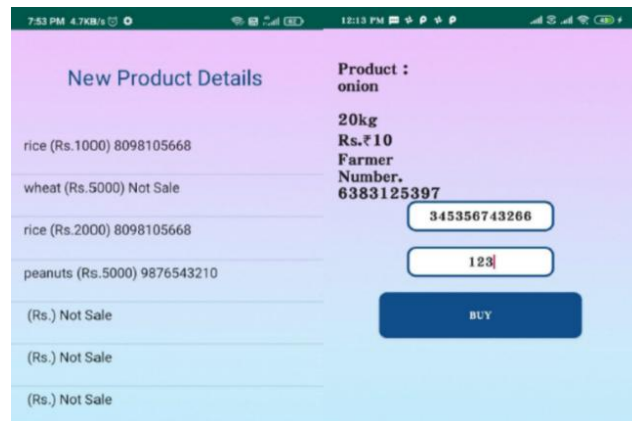 7:53 PM 4.7KB/s
New Product Details
rice (Rs.1000) 8098105668
wheat (Rs.5000) Not Sale
rice (Rs.2000) 8098105668
peanuts (Rs.5000) 9876543210
(Rs.) Not Sale
(Rs.) Not Sale
(Rs.) Not Sale
12:13 PM
Product :
onion
20kg
Rs.₹10
Farmer
Number.
6383125397
345356743266
123
BUY